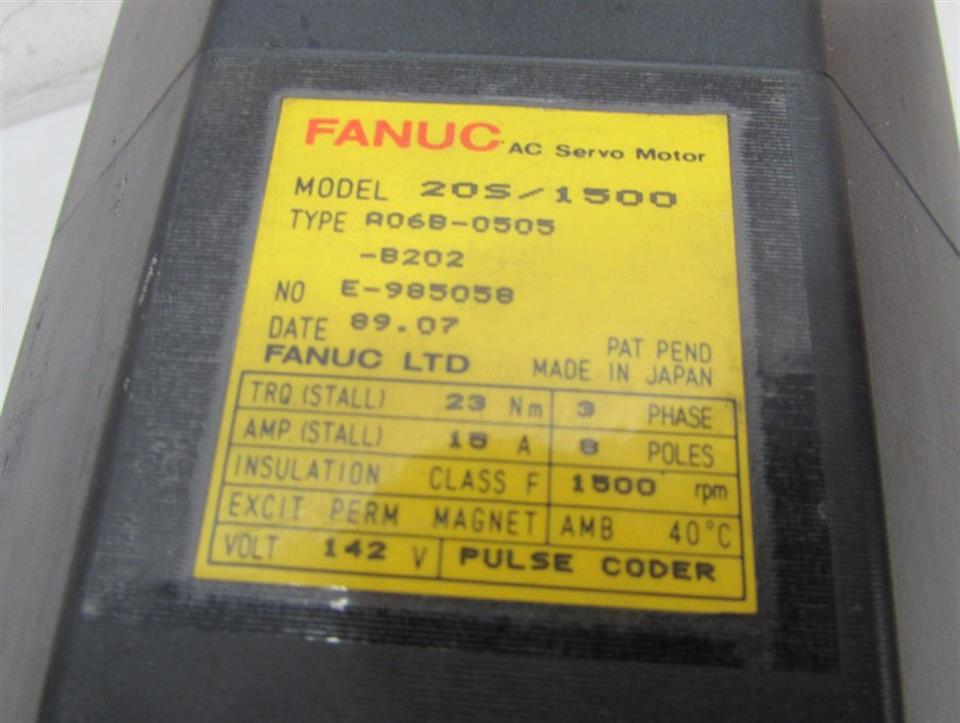 FANUC AC Servo Motor
MODEL 20S/1500
TYPE A06B-0505
-B202
NO E-985058
DATE 89.07
FANUC LTD
PAT PEND
MADE IN JAPAN
TRQ.(STALL) 23 Nm 3 PHASE
AMP.(STALL) 15 A 8 POLES
INSULATION CLASS F 1500 rpm
EXCIT PERM MAGNET AMB 40°C
VOLT 142 V PULSE CODER